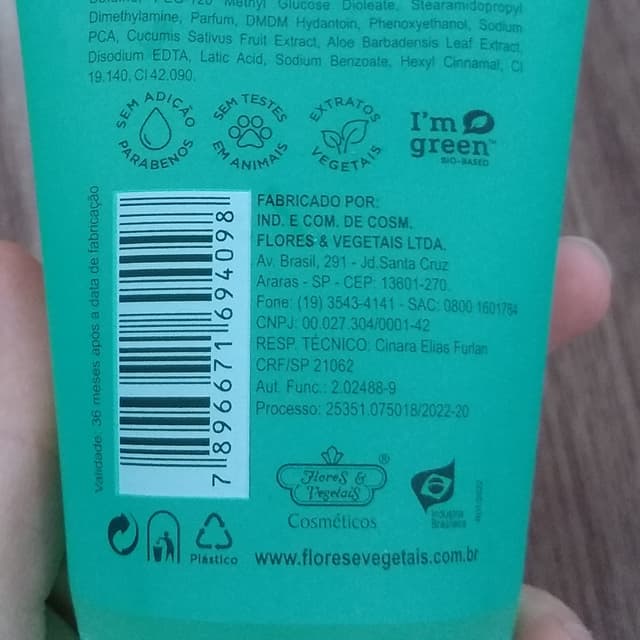 Methyl Glucose Dioleate, Stearamidopropyl
Dimethylamine, Parfum, DMDM Hydantoin, Phenoxyethanol, Sodium
PCA, Cucumis Sativus Fruit Extract, Aloe Barbadensis Leaf Extract,
Disodium EDTA, Latic Acid, Sodium Benzoate, Hexyl Cinnamal, CI
19.140, CI 42.090.
SEM ADIÇÃO PARABENOS
SEM TESTES EM ANIMAIS
EXTRATOS VEGETAIS
I'm
green™
BIO-BASED
Validade: 36 meses após a data de fabricação
7 896671 694098
FABRICADO POR:
IND. E COM. DE COSM.
FLORES & VEGETAIS LTDA.
Av. Brasil, 291 - Jd.Santa Cruz
Araras - SP - CEP: 13601-270.
Fone: (19) 3543-4141 - SAC: 0800 1601784
CNPJ: 00.027.304/0001-42
RESP. TÉCNICO: Cinara Elias Furlan
CRF/SP 21062
Aut. Func.: 2.02488-9
Processo: 25351.075018/2022-20
Flores &
Vegetais
®
Cosméticos
Indústria
Brasileira
Plástico
www.floresevegetais.com.br